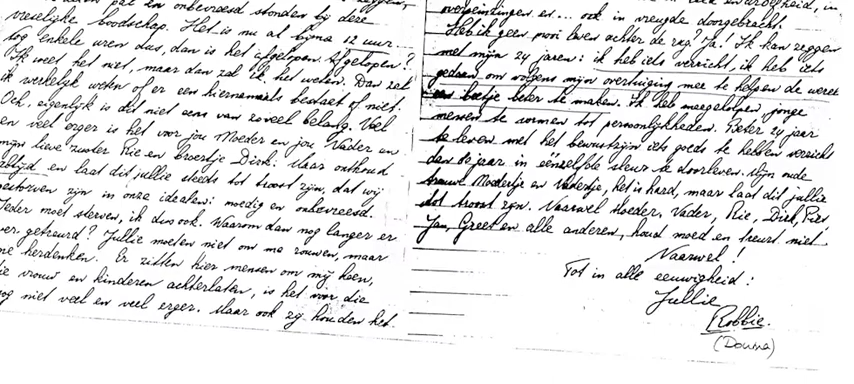 en onbevreesd stonden bij deze
vreselijke boodschap. Het is nu al bijna 12 uur...
nog enkele uren dus, dan is het afgelopen. Afgelopen?
Ik weet het niet, maar dan zal ik het weten. Dan zal
ik werkelijk weten of er een hiernamaals bestaat of niet.
Och, eigenlijk is dit niet eens van zoveel belang. Veel
en veel erger is het voor jou Moeder en jou Vader en
mijn lieve zuster Rie en broertje Dirk. Maar onthoud
altijd en laat dit jullie steeds tot troost zijn, dat wij
gestorven zijn in onze idealen: moedig en onbevreesd.
Ieder moet sterven, ik dus ook. Waarom dan nog langer er
over getreurd? Jullie moeten niet om me rouwen, maar
me herdenken. Er zitten hier mensen om mij heen,
die vrouw en kinderen achterlaten, is het voor die
nog niet veel en veel erger. Maar ook zij houden het
en... ook in vreugde doorgebracht
Heb ik geen mooi leven achter de rug? Ja! Ik kan zeggen
met mijn 24 jaren: ik heb iets verricht, ik heb iets
gedaan om volgens mijn overtuiging mee te helpen de wereld
een beetje beter te maken. Ik heb meegeholpen jonge
mensen te vormen tot persoonlijkheden. Beter 24 jaar
te leven met het bewustzijn iets goeds te hebben verricht
dan 80 jaar in éénzelfde sleur te doorleven. Mijn oude
trouwe Moedertje en Vadertje, het is hard, maar laat dit jullie
tot troost zijn. Vaarwel Moeder, Vader, Rie, Dirk, Piet
Jan, Greet en alle anderen, houd moed en treurt niet
Vaarwel!
Tot in alle eeuwigheid:
Jullie
Robbie.
(Douma)